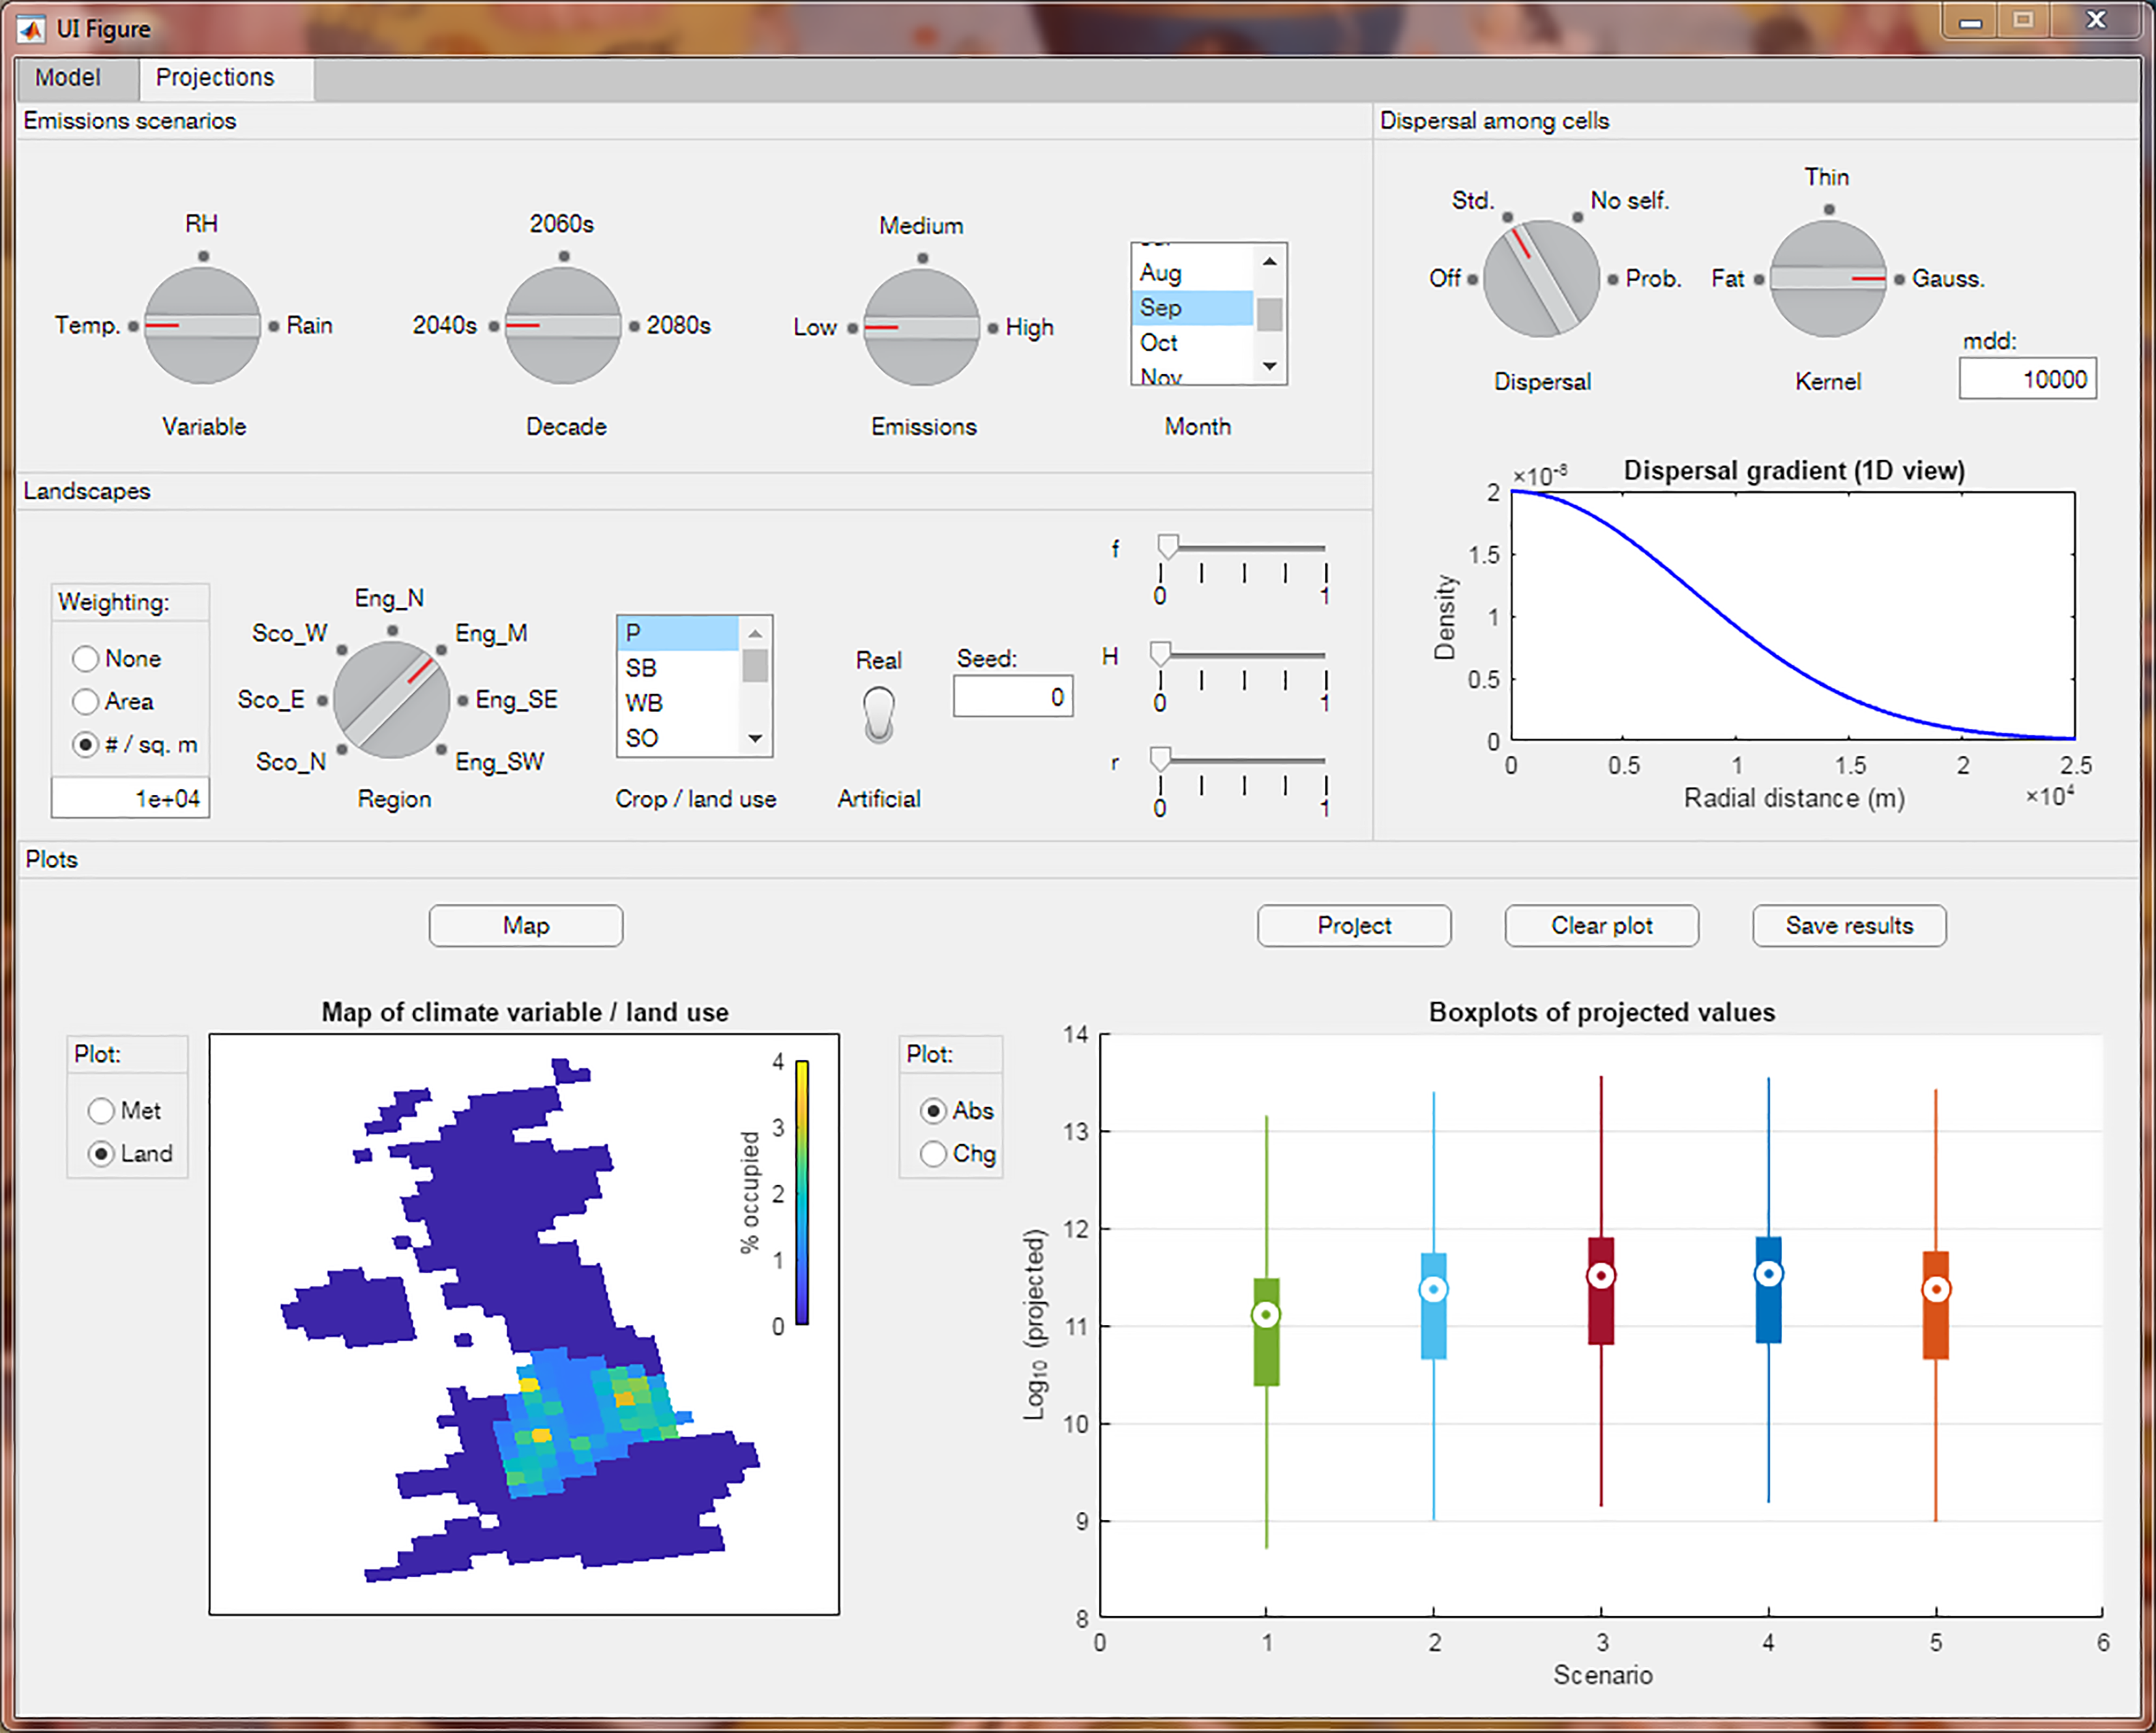 UI Figure
Model
Projections
Emissions scenarios
RH
Temp.
Rain
Variable
2060s
2040s
2080s
Decade
Medium
Low
High
Emissions
Aug
Sep
Oct
Nov
Month
Dispersal among cells
Std.
No self.
Off
Prob.
Dispersal
Thin
Fat
Gauss.
Kernel
mdd:
10000
Dispersal gradient (1D view)
×10⁻⁸
2
1.5
1
0.5
0
Density
0 0.5 1 1.5 2 2.5
Radial distance (m)
×10⁴
Landscapes
Weighting:
None
Area
# / sq. m
1e+04
Eng_N
Sco_W
Eng_M
Sco_E
Eng_SE
Sco_N
Eng_SW
Region
P
SB
WB
SO
Crop / land use
Real
Artificial
Seed:
0
f
0 1
H
0 1
r
0 1
Plots
Map
Project
Clear plot
Save results
Map of climate variable / land use
Plot:
Met
Land
4
3
2
1
0
% occupied
Plot:
Abs
Chg
Boxplots of projected values
14
13
12
11
10
9
8
Log₁₀ (projected)
0 1 2 3 4 5 6
Scenario